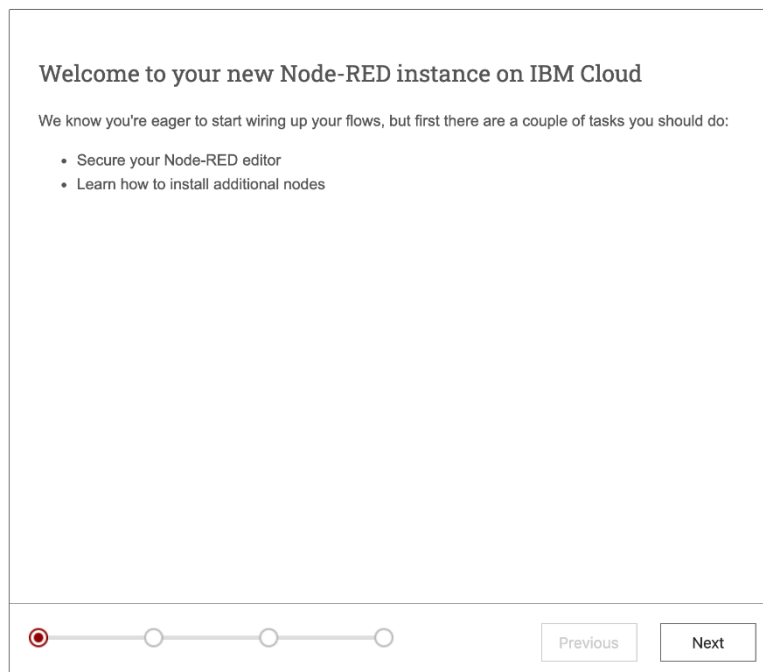 Welcome to your new Node-RED instance on IBM Cloud
We know you're eager to start wiring up your flows, but first there are a couple of tasks you should do:
• Secure your Node-RED editor
• Learn how to install additional nodes
Previous
Next